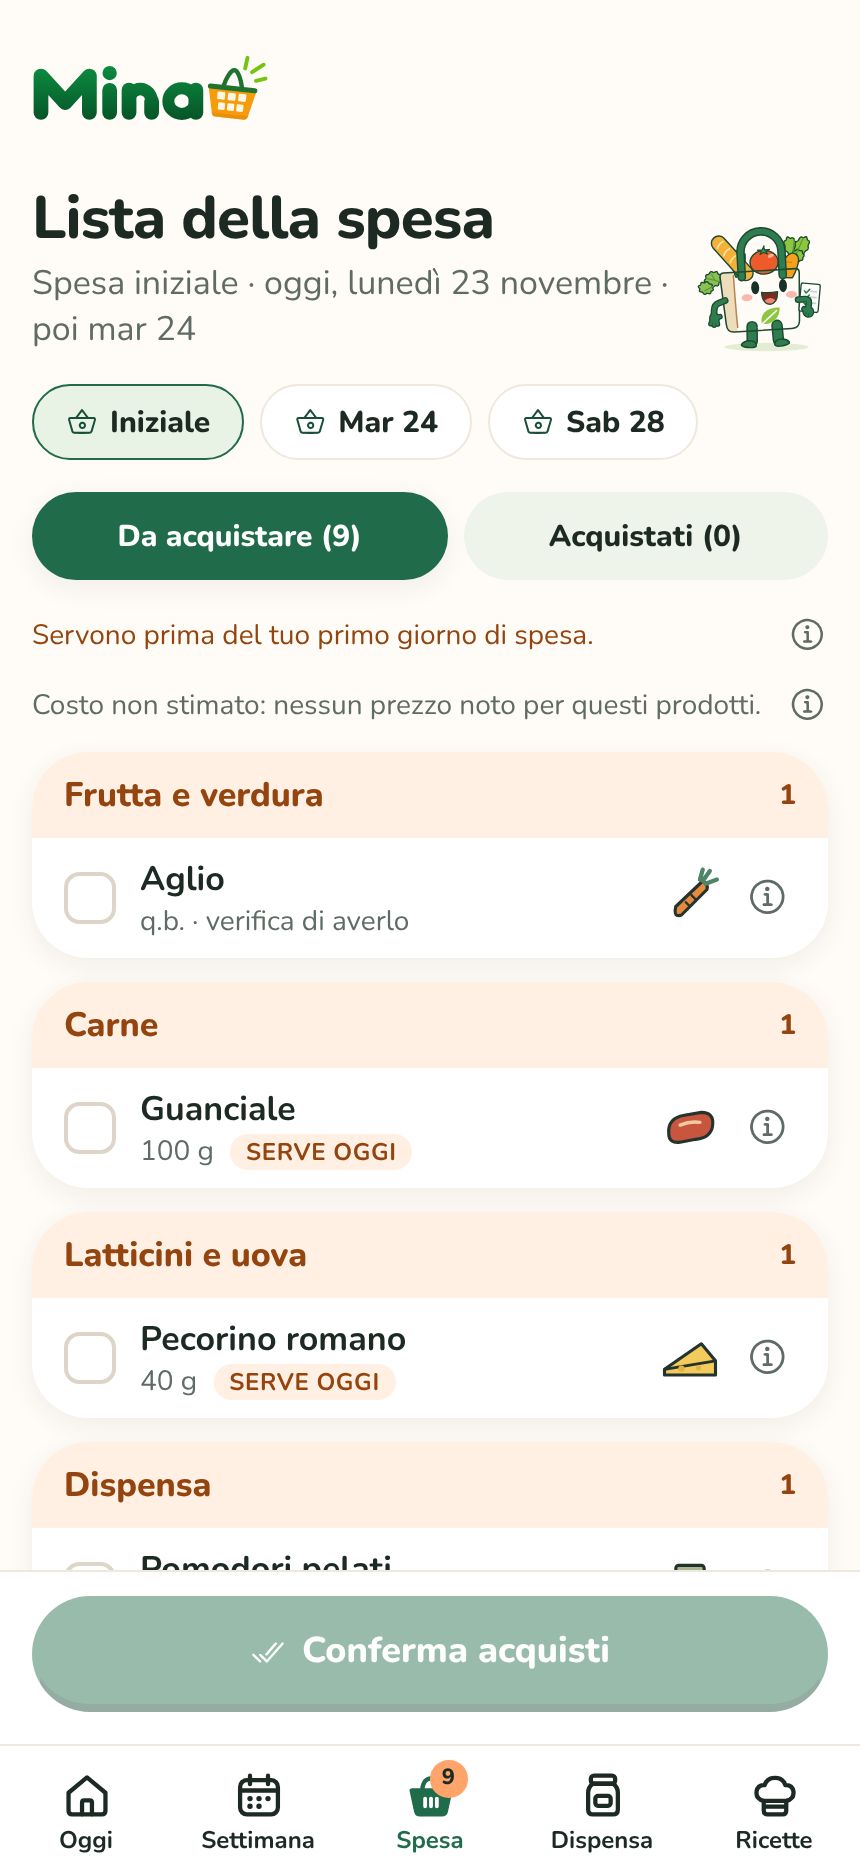 Mina
Lista della spesa
Spesa iniziale · oggi, lunedì 23 novembre ·
poi mar 24
Iniziale
Mar 24
Sab 28
Da acquistare (9)
Acquistati (0)
Servono prima del tuo primo giorno di spesa.
Costo non stimato: nessun prezzo noto per questi prodotti.
Frutta e verdura
1
Aglio
q.b. · verifica di averlo
Carne
1
Guanciale
100 g
SERVE OGGI
Latticini e uova
1
Pecorino romano
40 g
SERVE OGGI
Dispensa
1
Pomodori pelati
Conferma acquisti
9
Oggi
Settimana
Spesa
Dispensa
Ricette